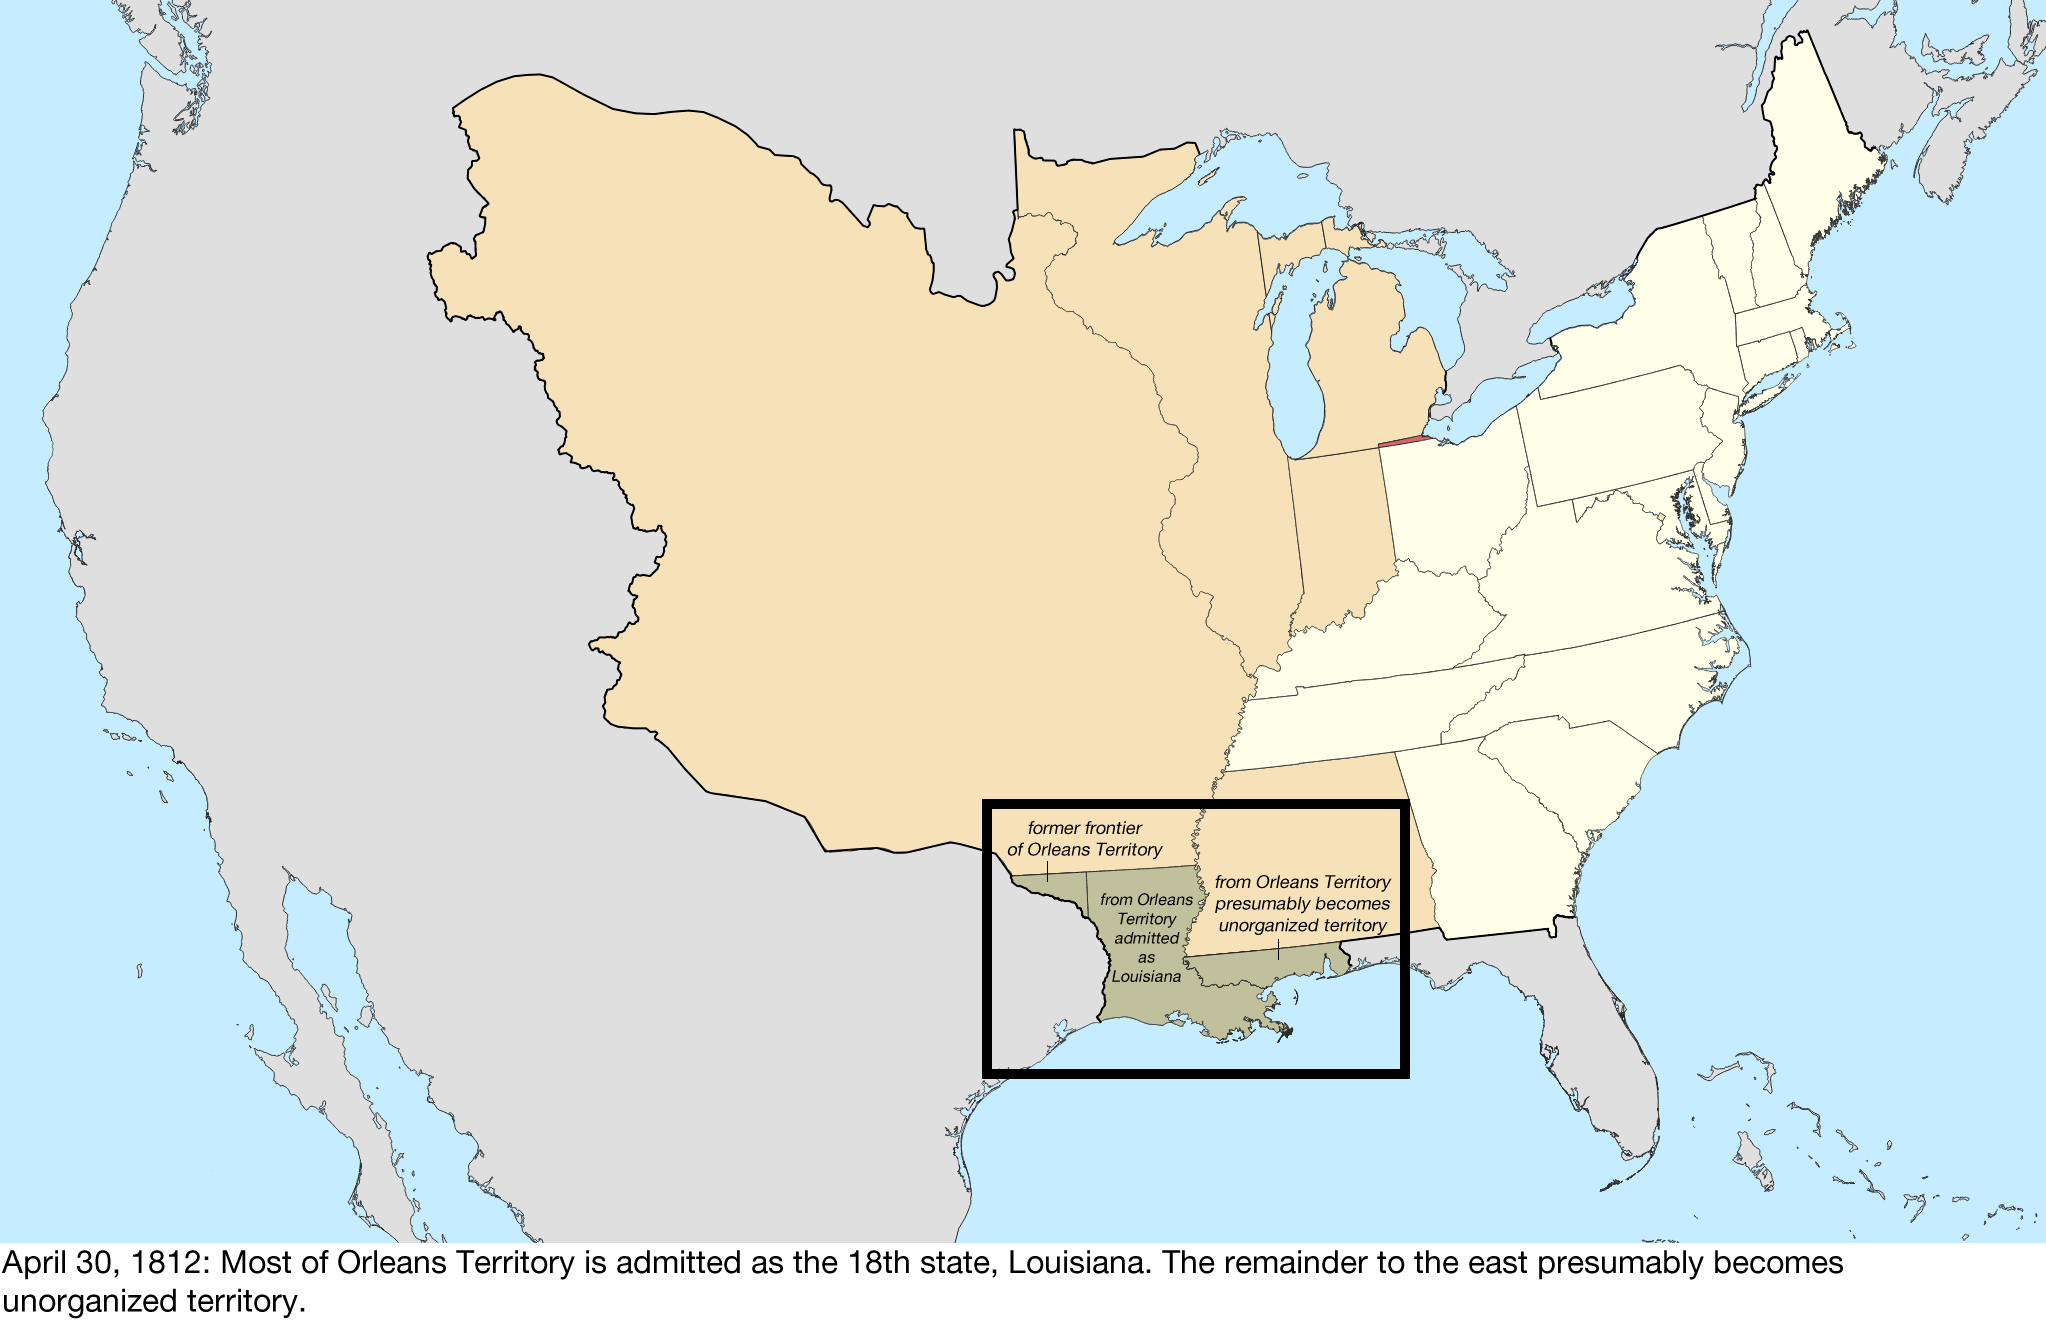 former frontier
of Orleans Territory
from Orleans
Territory
admitted
as
Louisiana
from Orleans Territory
presumably becomes
unorganized territory
April 30, 1812: Most of Orleans Territory is admitted as the 18th state, Louisiana. The remainder to the east presumably becomes
unorganized territory.